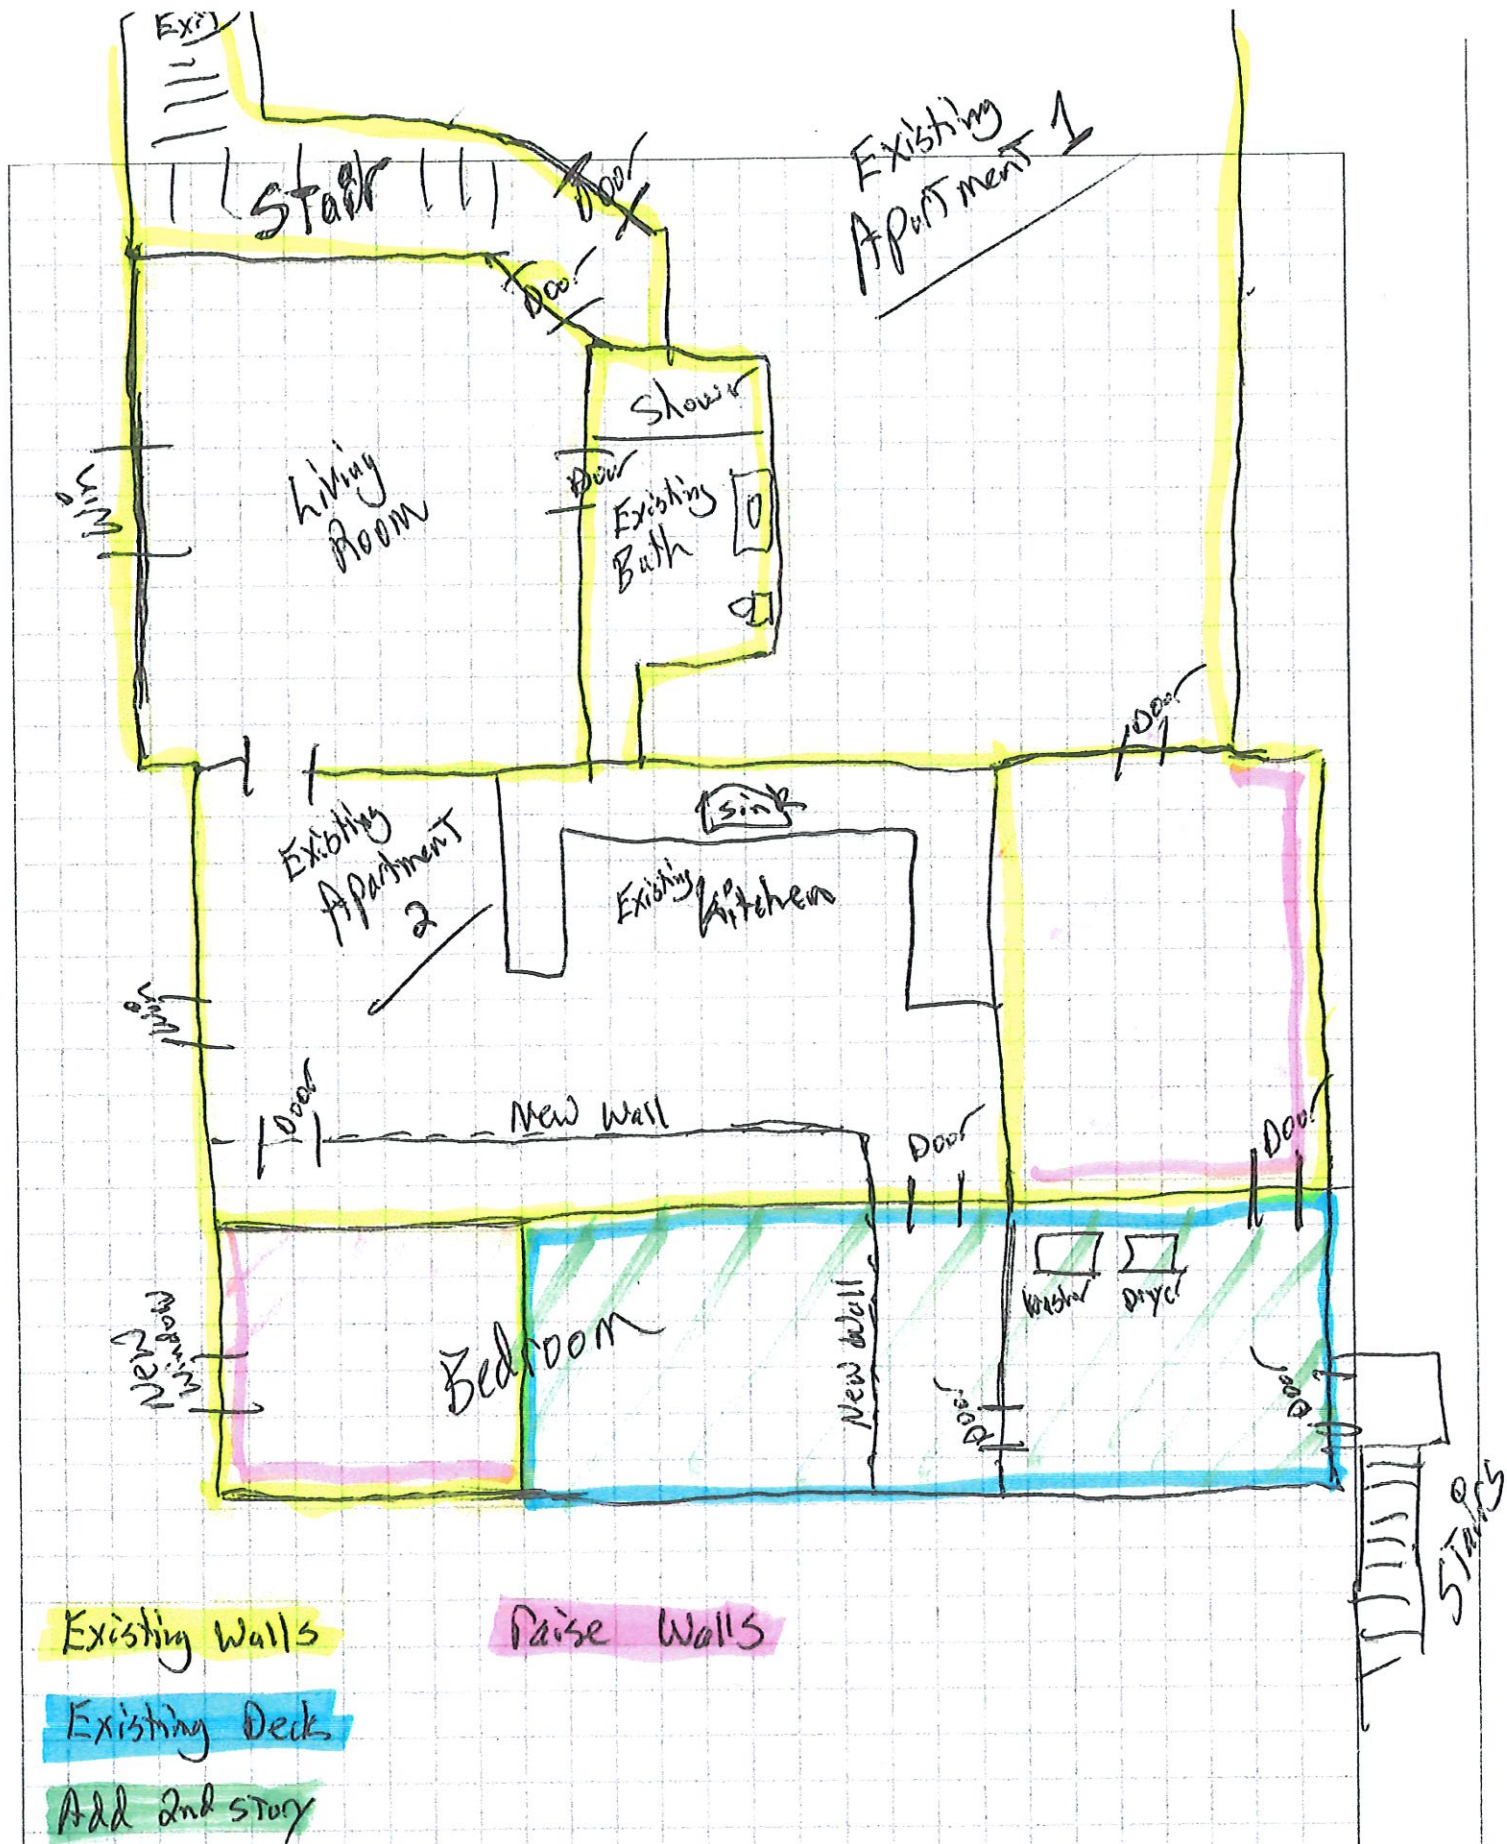 Exit
Stair
Door
Door
Existing
Apartment 1
Shower
Door
Existing
Bath
Living
Room
Win
Door
Sink
Existing
Apartment
2
Existing Kitchen
Win
Door
New Wall
Door
Door
Washer
Dryer
Bedroom
New Wall
New
Window
Door
Door
Stairs
Existing Walls
Raise Walls
Existing Deck
Add 2nd story